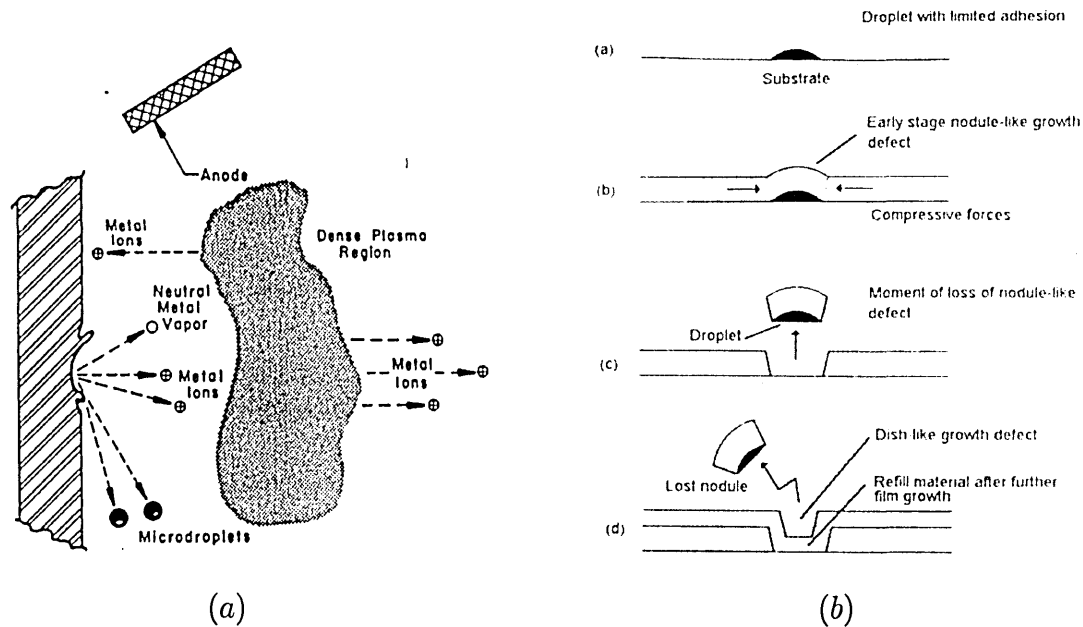 Anode
Metal
Ions
Dense Plasma
Region
Neutral
Metal
Vapor
Metal
Ions
Metal
Ions
Microdroplets
(a)
Droplet with limited adhesion
(a)
Substrate
Early stage nodule-like growth
defect
(b)
Compressive forces
Moment of loss of nodule-like
defect
Droplet
(c)
Dish-like growth defect
Lost nodule
Refill material after further
film growth
(d)
(b)